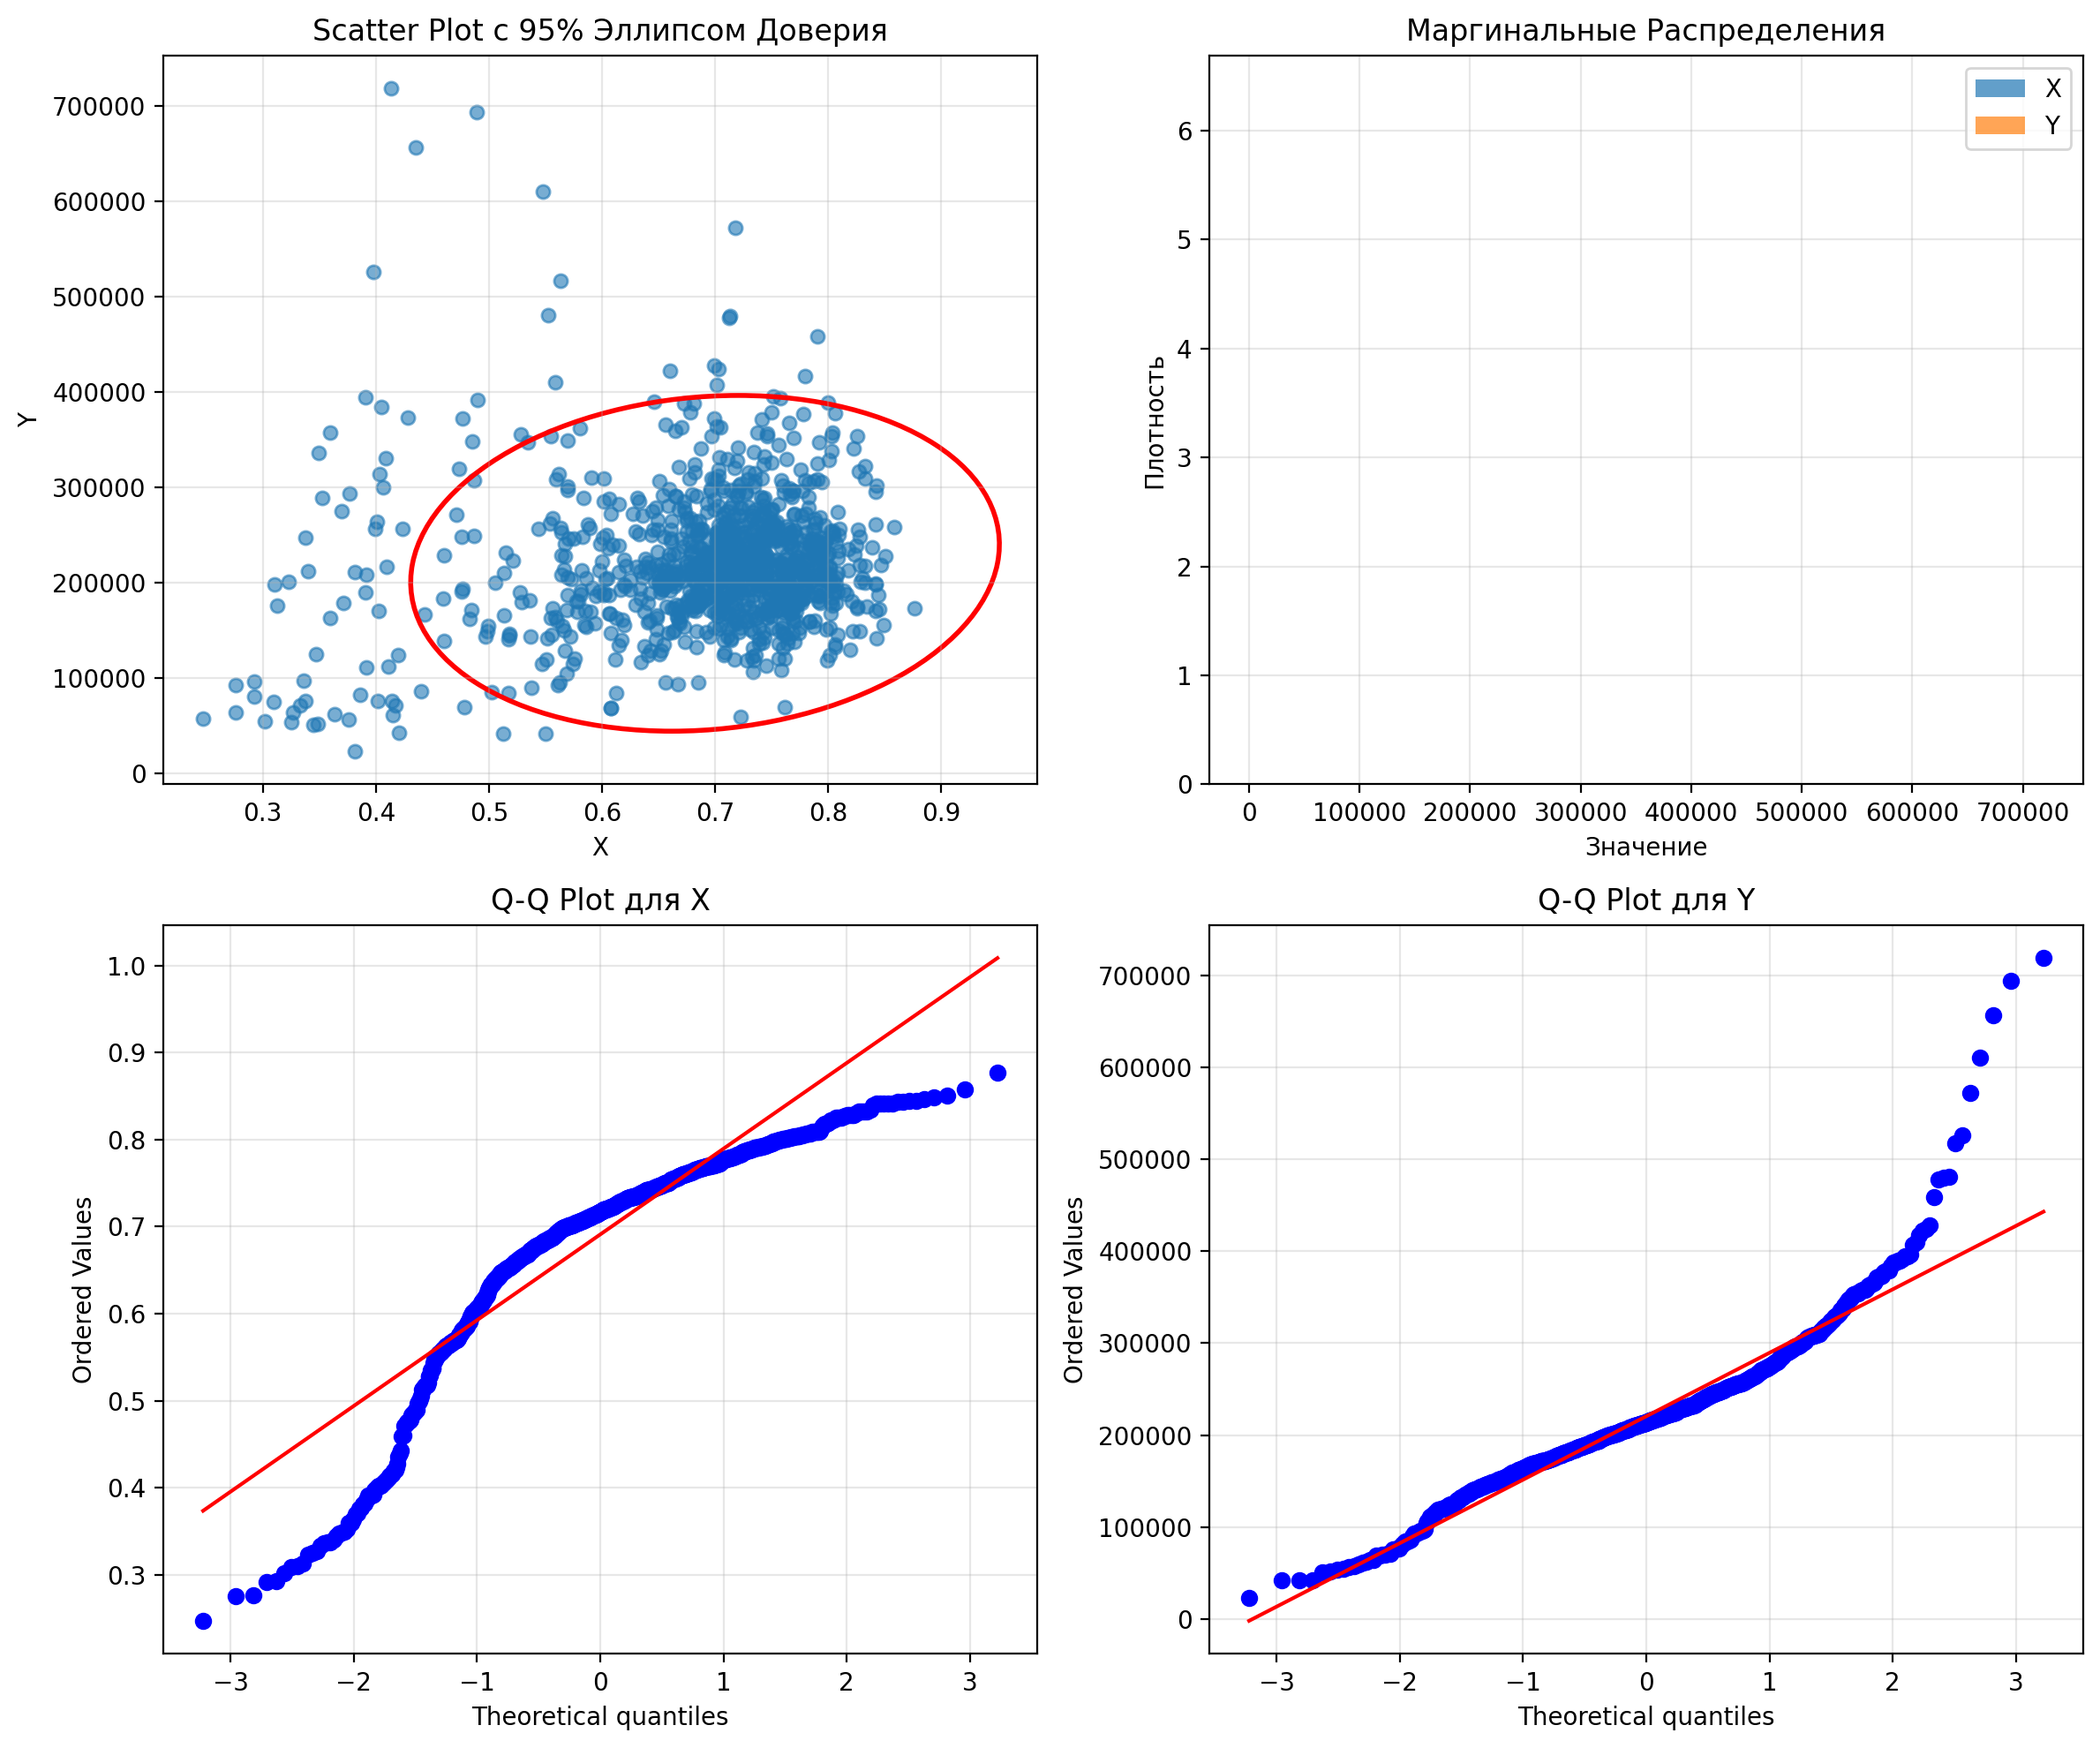 Scatter Plot с 95% Эллипсом Доверия
700000
600000
500000
400000
300000
200000
100000
0
Y
0.3 0.4 0.5 0.6 0.7 0.8 0.9
X
Маргинальные Распределения
X
Y
6
5
4
3
2
1
0
Плотность
0 100000 200000 300000 400000 500000 600000 700000
Значение
Q-Q Plot для X
1.0
0.9
0.8
0.7
0.6
0.5
0.4
0.3
Ordered Values
−3 −2 −1 0 1 2 3
Theoretical quantiles
Q-Q Plot для Y
700000
600000
500000
400000
300000
200000
100000
0
Ordered Values
−3 −2 −1 0 1 2 3
Theoretical quantiles